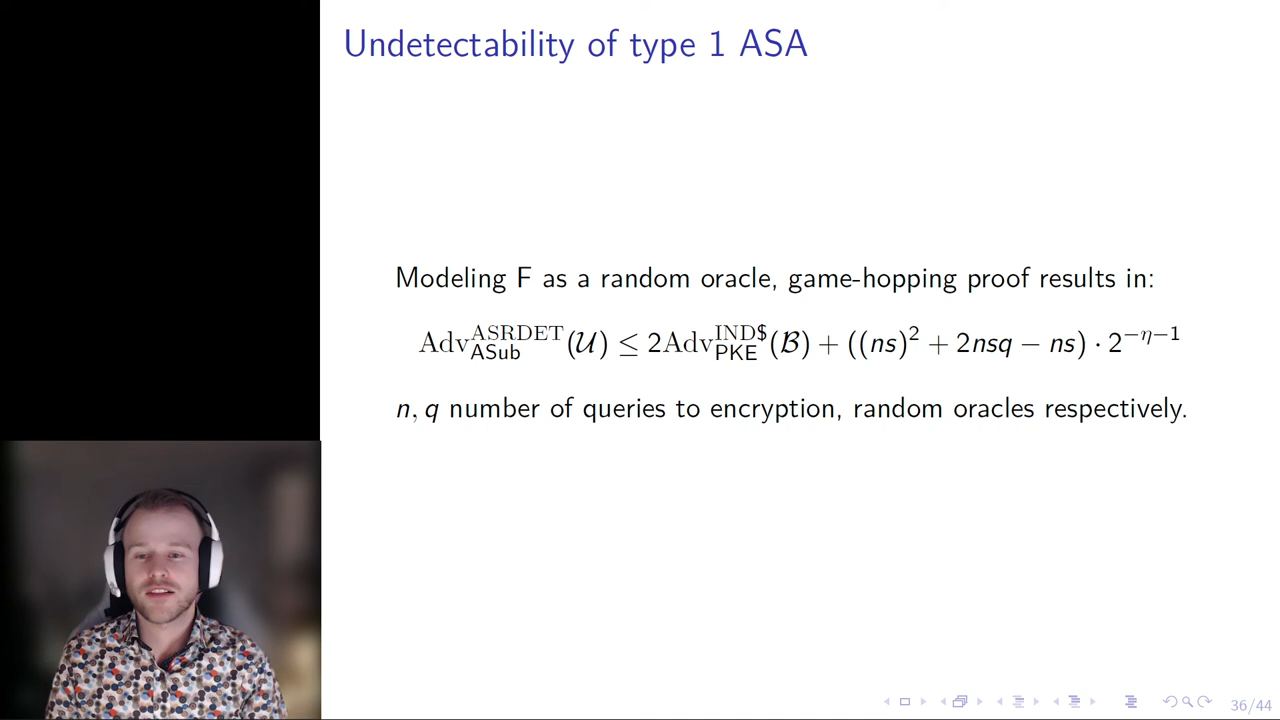 Undetectability of type 1 ASA
Modeling F as a random oracle, game-hopping proof results in:
Adv^{ASRDET}_{ASub}(𝒰) ≤ 2Adv^{IND$}_{PKE}(ℬ) + ((ns)^2 + 2nsq − ns) · 2^{−η−1}
n, q number of queries to encryption, random oracles respectively.
36/44